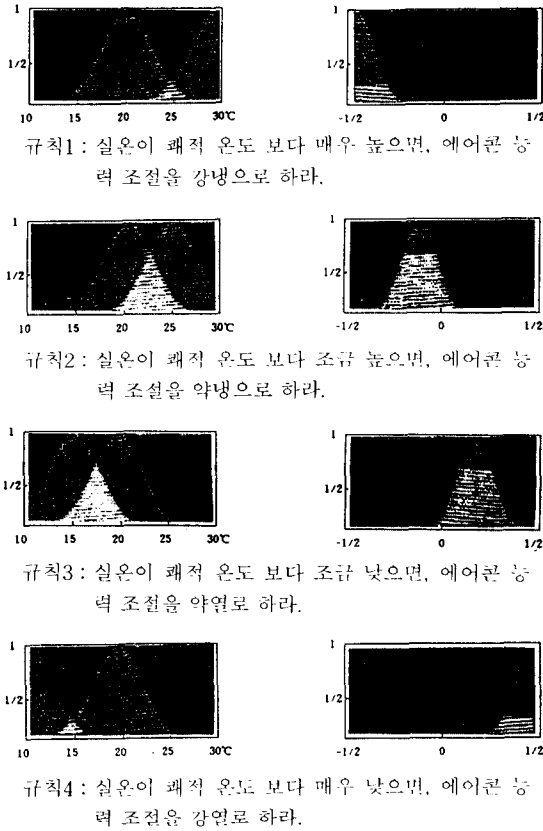 1 1
1/2 1/2
10 15 20 25 30℃ -1/2 0 1/2
규칙1 : 실온이 쾌적 온도 보다 매우 높으면, 에어콘 능
력 조절을 강냉으로 하라.
1 1
1/2 1/2
10 15 20 25 30℃ -1/2 0 1/2
규칙2 : 실온이 쾌적 온도 보다 조금 높으면, 에어콘 능
력 조절을 약냉으로 하라.
1 1
1/2 1/2
10 15 20 25 30℃ -1/2 0 1/2
규칙3 : 실온이 쾌적 온도 보다 조금 낮으면, 에어콘 능
력 조절을 약열로 하라.
1 1
1/2 1/2
10 15 20 25 30℃ -1/2 0 1/2
규칙4 : 실온이 쾌적 온도 보다 매우 낮으면, 에어콘 능
력 조절을 강열로 하라.